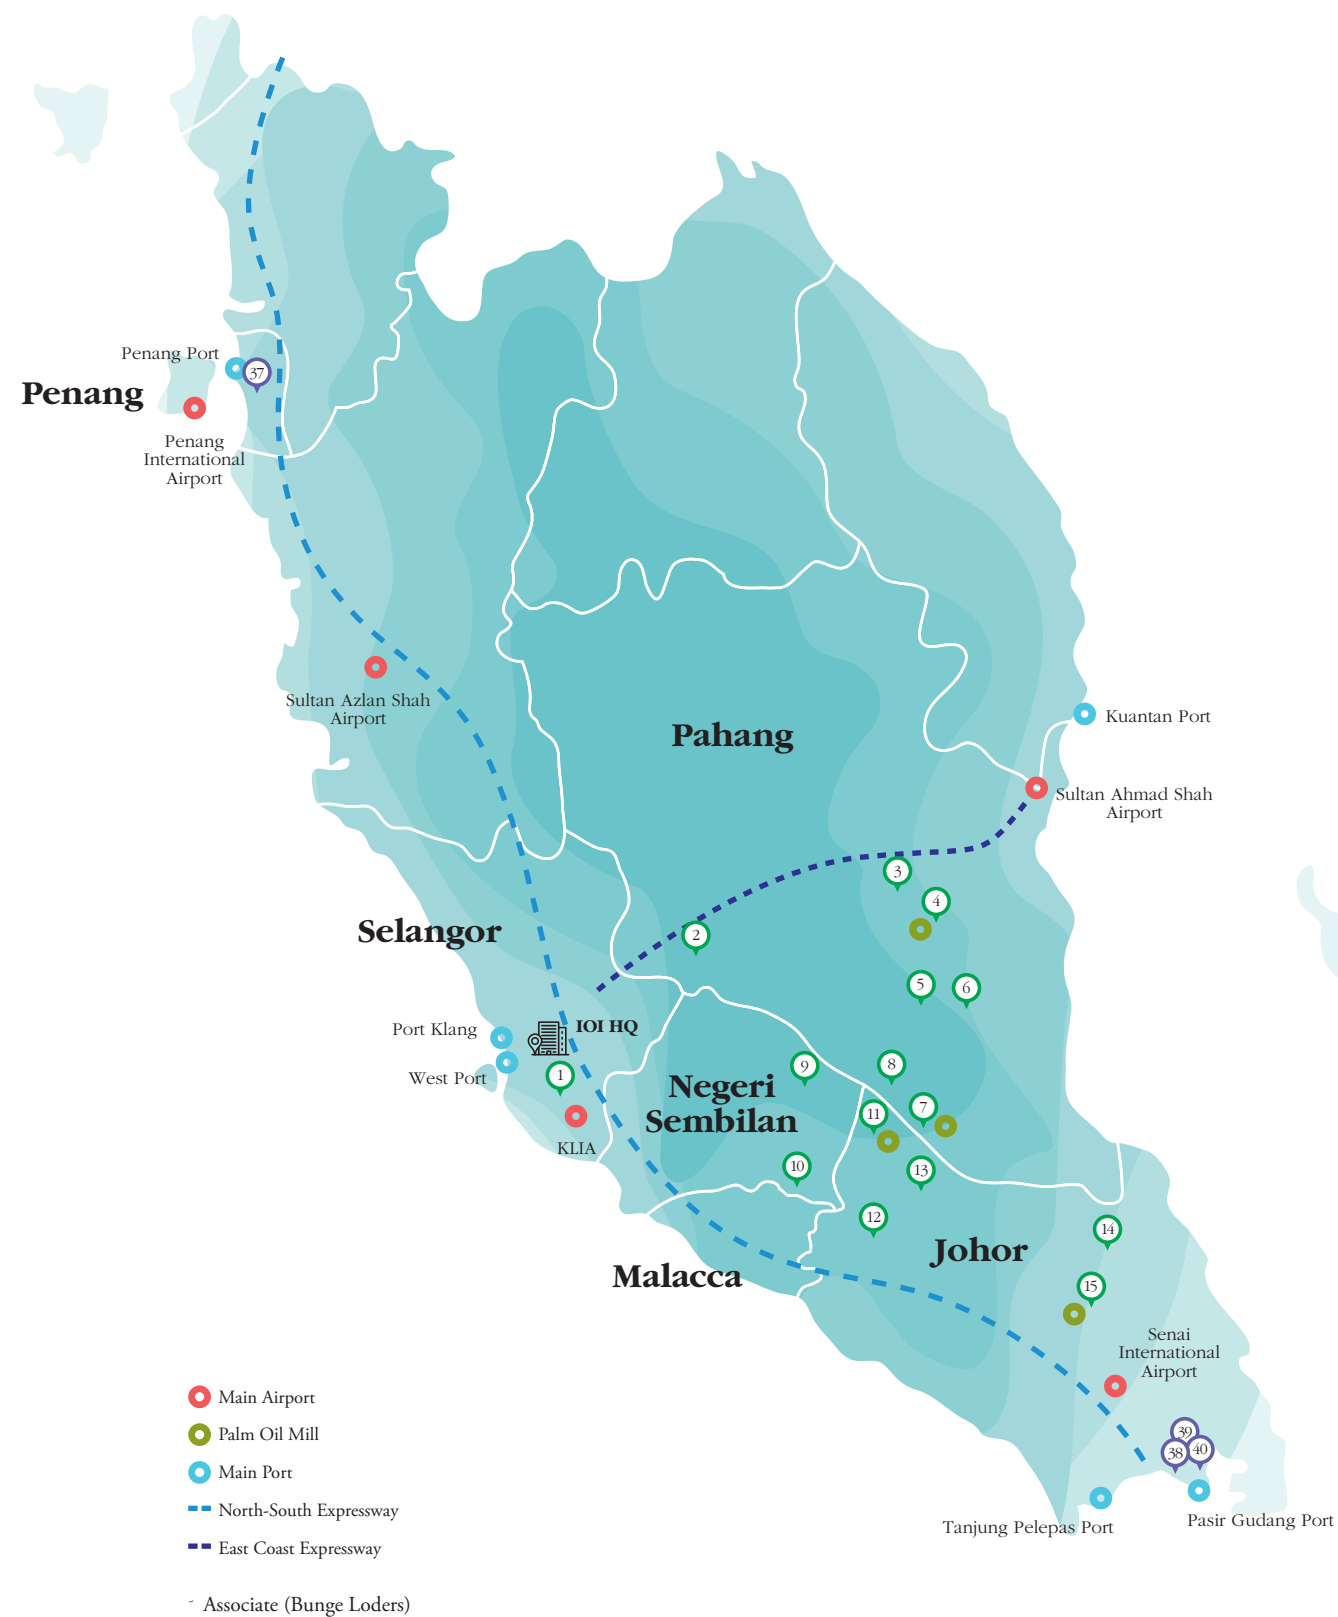 Penang Port
37
Penang
Penang
International
Airport
Sultan Azlan Shah
Airport
Pahang
Kuantan Port
Sultan Ahmad Shah
Airport
3
4
Selangor
2
5
6
Port Klang
IOI HQ
West Port
1
9
8
Negeri
Sembilan
7
11
KLIA
10
13
12
14
Johor
Malacca
15
Senai
International
Airport
Main Airport
Palm Oil Mill
39
38
40
Main Port
North-South Expressway
Tanjung Pelepas Port
Pasir Gudang Port
East Coast Expressway
~ Associate (Bunge Loders)